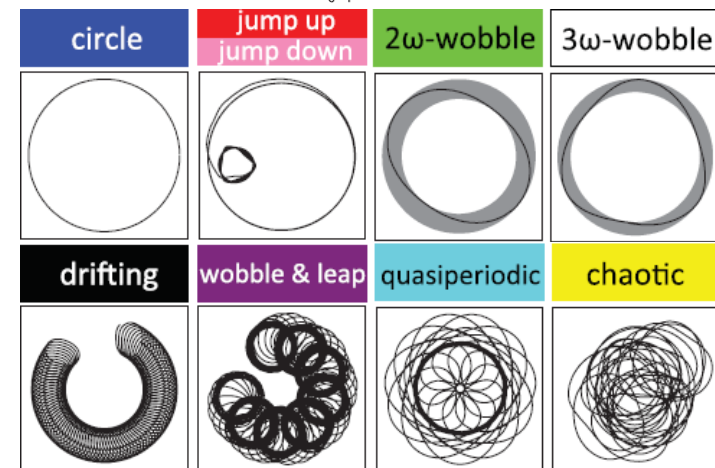 circle
jump up
jump down
2ω-wobble
3ω-wobble
drifting
wobble & leap
quasiperiodic
chaotic